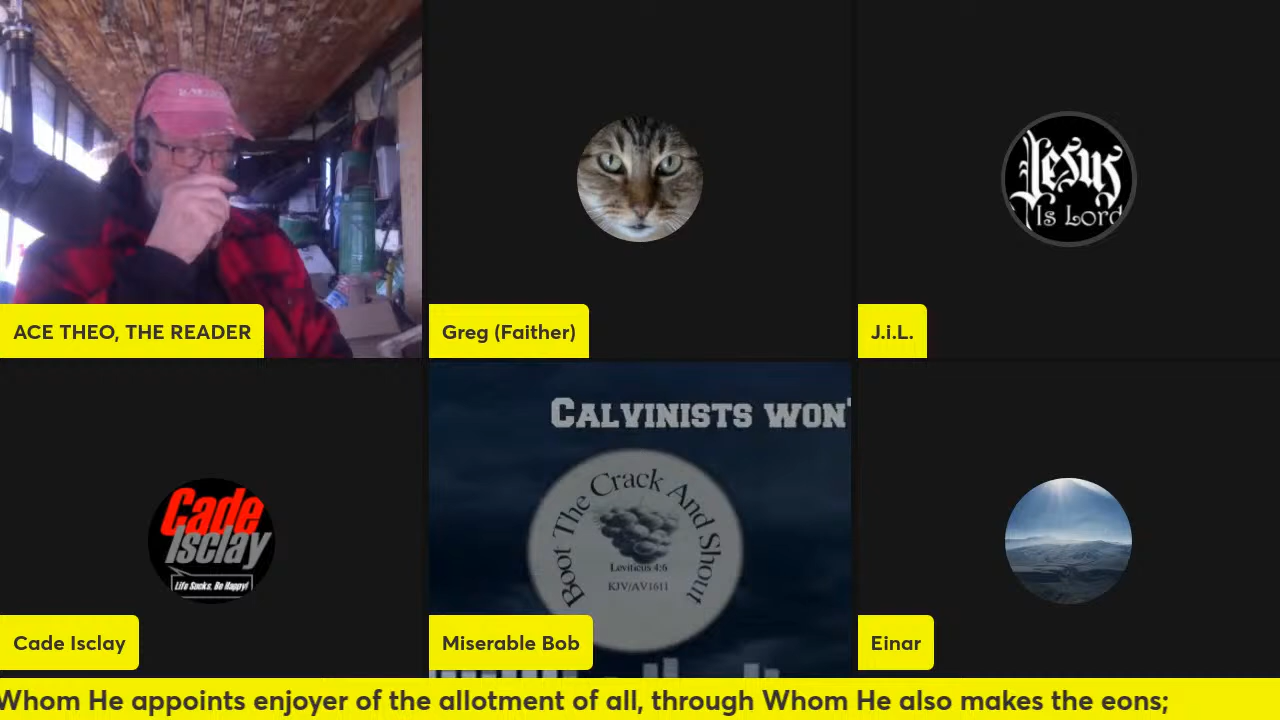 ACE THEO, THE READER
Greg (Faither)
Jesus
Is Lord
J.i.L.
Cade
Isclay
Life Sucks. Be Happy!
Cade Isclay
CALVINISTS WON'
Boot The Crack And Shout
Leviticus 4:6
KJV/AV1611
Miserable Bob
Einar
Whom He appoints enjoyer of the allotment of all, through Whom He also makes the eons;